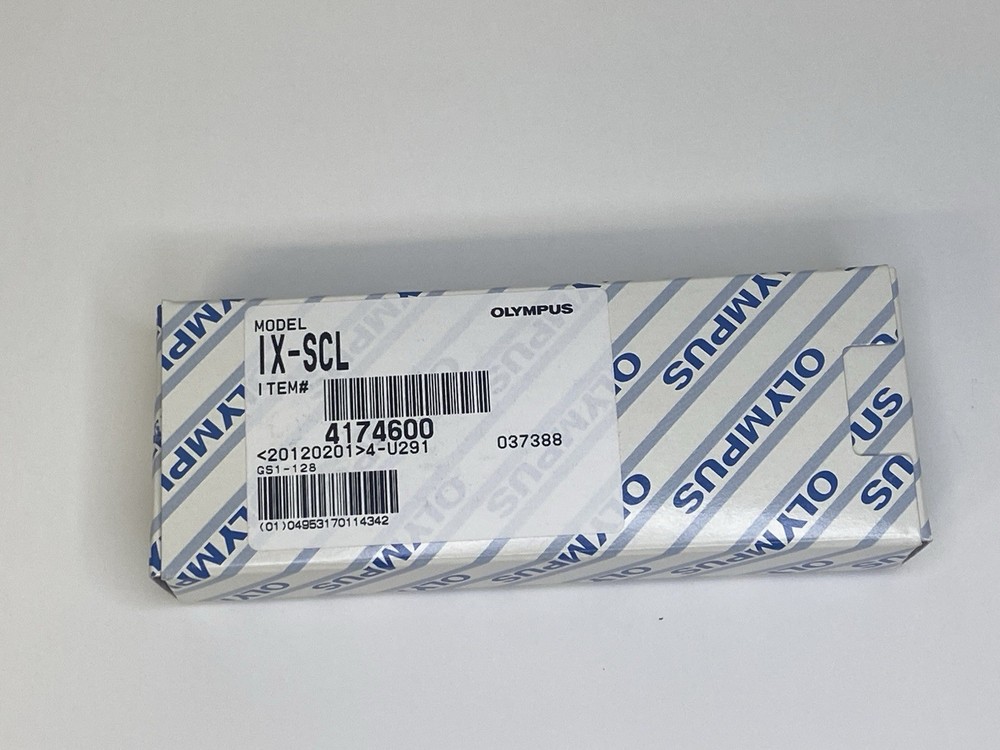 OLYMPUS
MODEL
IX-SCL
ITEM#
4174600
<20120201>4-U291
037388
GS1-128
(01)04953170114342
OLYMPUS
OLYMPUS
OLYMPUS